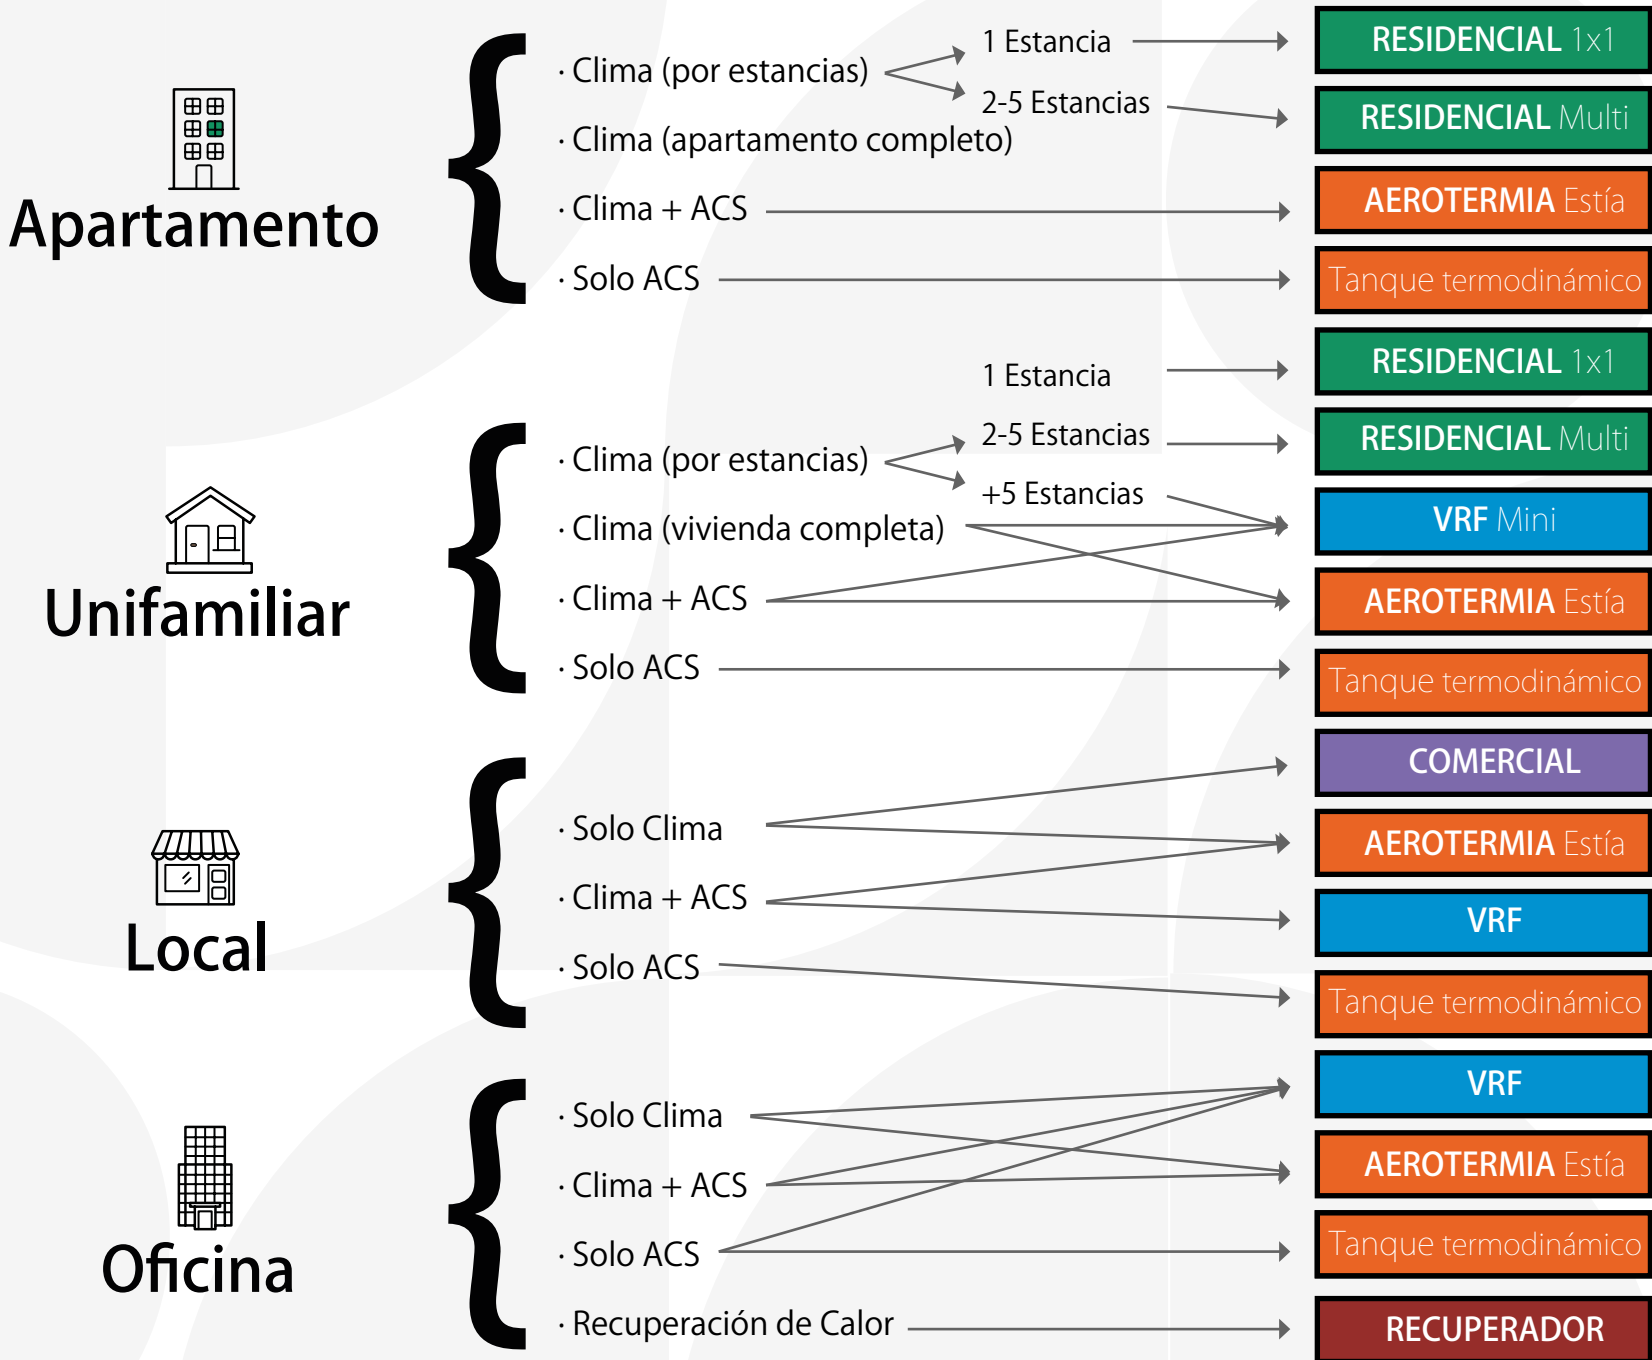 Apartamento
· Clima (por estancias)
1 Estancia
RESIDENCIAL 1x1
2-5 Estancias
RESIDENCIAL Multi
· Clima (apartamento completo)
· Clima + ACS
AEROTERMIA Estía
· Solo ACS
Tanque termodinámico
Unifamiliar
1 Estancia
RESIDENCIAL 1x1
· Clima (por estancias)
2-5 Estancias
RESIDENCIAL Multi
+5 Estancias
VRF Mini
· Clima (vivienda completa)
· Clima + ACS
AEROTERMIA Estía
· Solo ACS
Tanque termodinámico
Local
COMERCIAL
· Solo Clima
AEROTERMIA Estía
· Clima + ACS
VRF
· Solo ACS
Tanque termodinámico
Oficina
VRF
· Solo Clima
AEROTERMIA Estía
· Clima + ACS
· Solo ACS
Tanque termodinámico
· Recuperación de Calor
RECUPERADOR